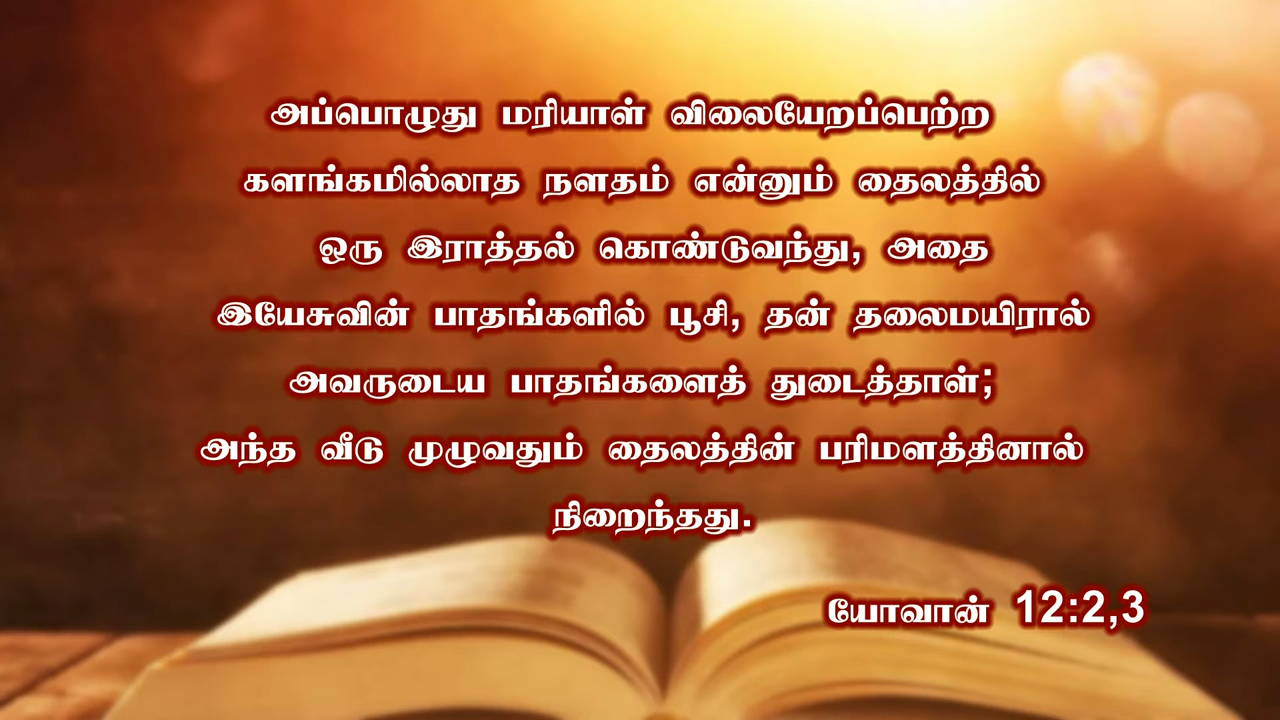 அப்பொழுது மரியாள் விலையேறப்பெற்ற
களங்கமில்லாத நளதம் என்னும் தைலத்தில்
ஒரு இராத்தல் கொண்டுவந்து, அதை
இயேசுவின் பாதங்களில் பூசி, தன் தலைமயிரால்
அவருடைய பாதங்களைத் துடைத்தாள்;
அந்த வீடு முழுவதும் தைலத்தின் பரிமளத்தினால்
நிறைந்தது.
யோவான் 12:2,3